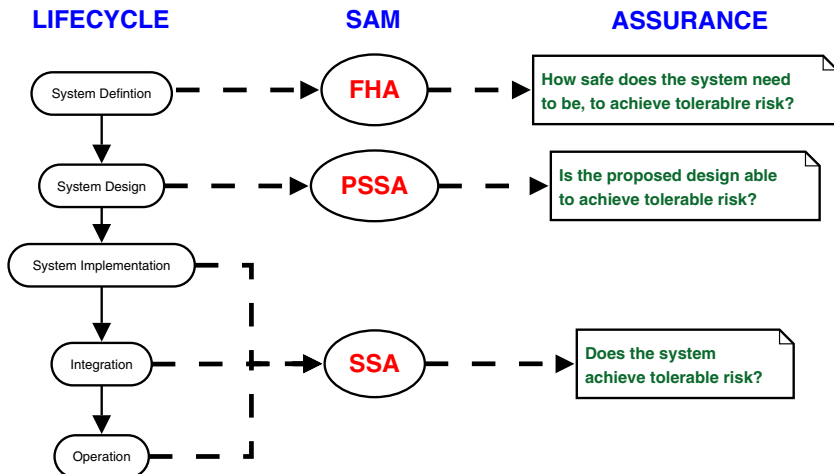 LIFECYCLE SAM ASSURANCE
System Defintion
FHA
How safe does the system need
to be, to achieve tolerablre risk?
System Design
PSSA
Is the proposed design able
to achieve tolerable risk?
System Implementation
Integration
SSA
Does the system
achieve tolerable risk?
Operation